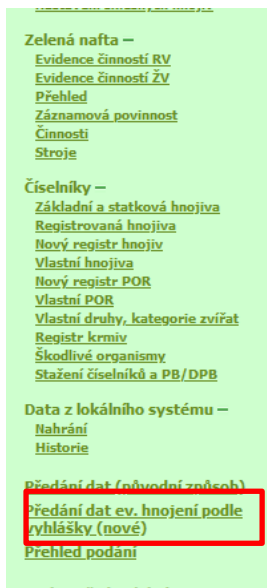 Zelená nafta –
Evidence činností RV
Evidence činností ŽV
Přehled
Záznamová povinnost
Činnosti
Stroje
Číselníky –
Základní a statková hnojiva
Registrovaná hnojiva
Nový registr hnojiv
Vlastní hnojiva
Nový registr POR
Vlastní POR
Vlastní druhy, kategorie zvířat
Registr krmiv
Škodlivé organismy
Stažení číselníků a PB/DPB
Data z lokálního systému –
Nahrání
Historie
Předání dat (původní způsob)
Předání dat ev. hnojení podle
vyhlášky (nové)
Přehled podání